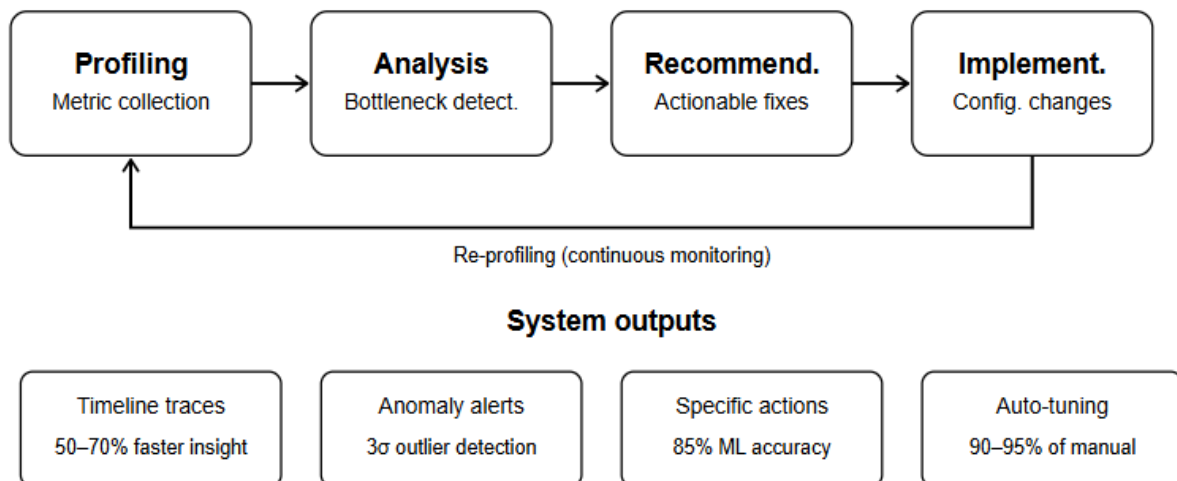 Profiling
Metric collection
Analysis
Bottleneck detect.
Recommend.
Actionable fixes
Implement.
Config. changes
Re-profiling (continuous monitoring)
System outputs
Timeline traces
50–70% faster insight
Anomaly alerts
3σ outlier detection
Specific actions
85% ML accuracy
Auto-tuning
90–95% of manual